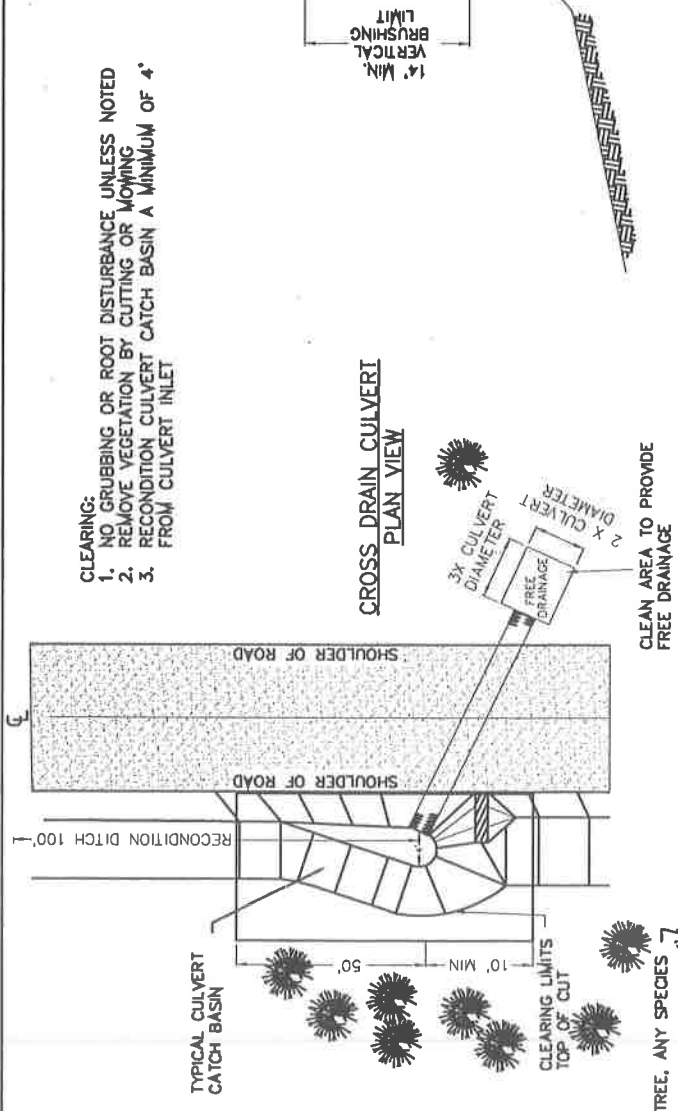 CLEARING:
1. NO GRUBBING OR ROOT DISTURBANCE UNLESS NOTED
2. REMOVE VEGETATION BY CUTTING OR MOWING
3. RECONDITION CULVERT CATCH BASIN A MINIMUM OF 4'
FROM CULVERT INLET
14' MIN.
VERTICAL
BRUSHING
LIMIT
CROSS DRAIN CULVERT
PLAN VIEW
℄
SHOULDER OF ROAD
SHOULDER OF ROAD
RECONDITION DITCH 100'
TYPICAL CULVERT
CATCH BASIN
50'
10' MIN
CLEARING LIMITS
TOP OF CUT
3X CULVERT
DIAMETER
2 X CULVERT
DIAMETER
FREE
DRAINAGE
CLEAN AREA TO PROVIDE
FREE DRAINAGE
TREE, ANY SPECIES